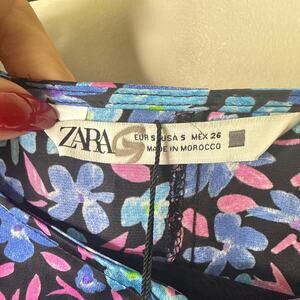 ZARA
S
EUR S USA S MEX 26
MADE IN MOROCCO